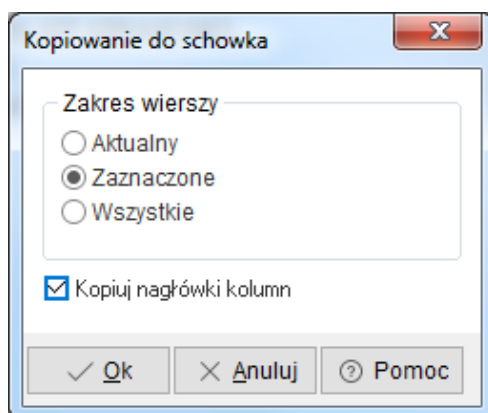 Kopiowanie do schowka
Zakres wierszy
Aktualny
Zaznaczone
Wszystkie
Kopiuj nagłówki kolumn
Ok Anuluj Pomoc